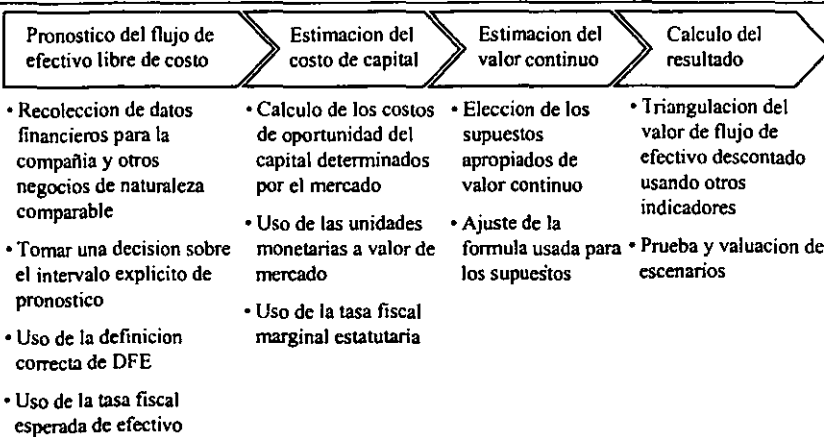 Pronostico del flujo de
efectivo libre de costo
Estimacion del
costo de capital
Estimacion del
valor continuo
Calculo del
resultado
• Recoleccion de datos
financieros para la
compañia y otros
negocios de naturaleza
comparable
• Tomar una decision sobre
el intervalo explicito de
pronostico
• Uso de la definicion
correcta de DFE
• Uso de la tasa fiscal
esperada de efectivo
• Calculo de los costos
de oportunidad del
capital determinados
por el mercado
• Uso de las unidades
monetarias a valor de
mercado
• Uso de la tasa fiscal
marginal estatutaria
• Eleccion de los
supuestos
apropiados de
valor continuo
• Ajuste de la
formula usada para
los supuestos
• Triangulacion del
valor de flujo de
efectivo descontado
usando otros
indicadores
• Prueba y valuacion de
escenarios